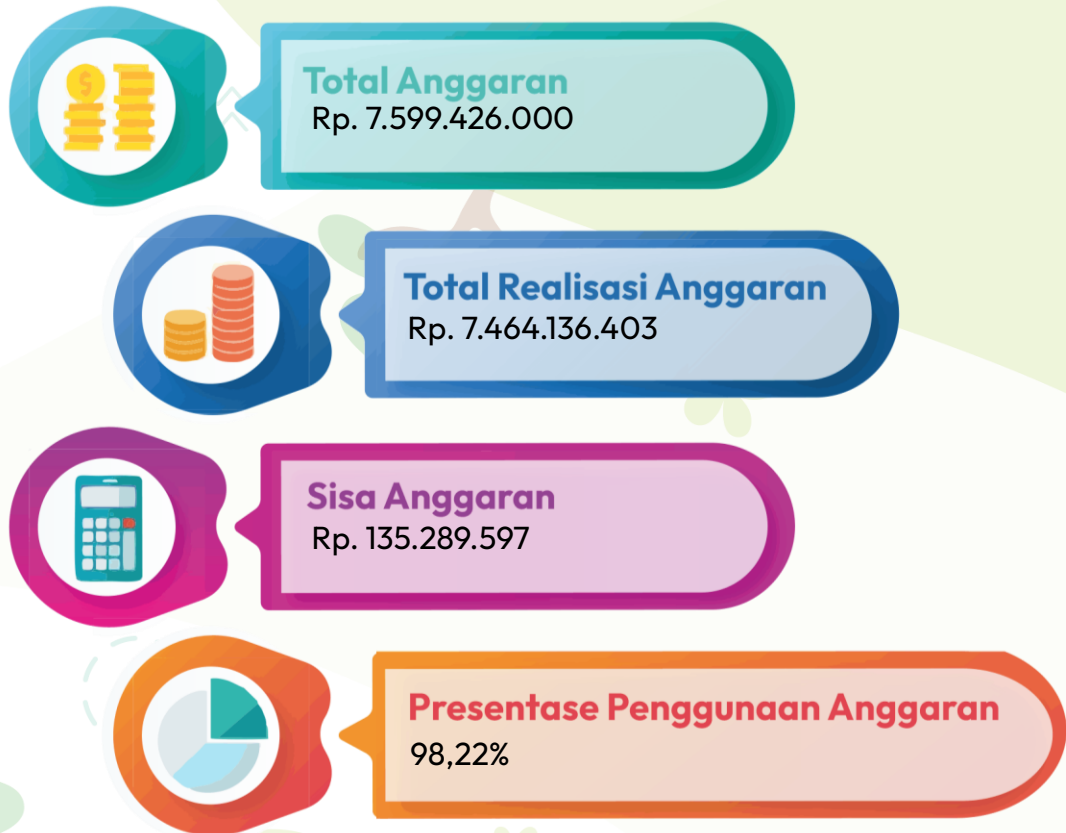 Total Anggaran
Rp. 7.599.426.000
Total Realisasi Anggaran
Rp. 7.464.136.403
Sisa Anggaran
Rp. 135.289.597
Presentase Penggunaan Anggaran
98,22%